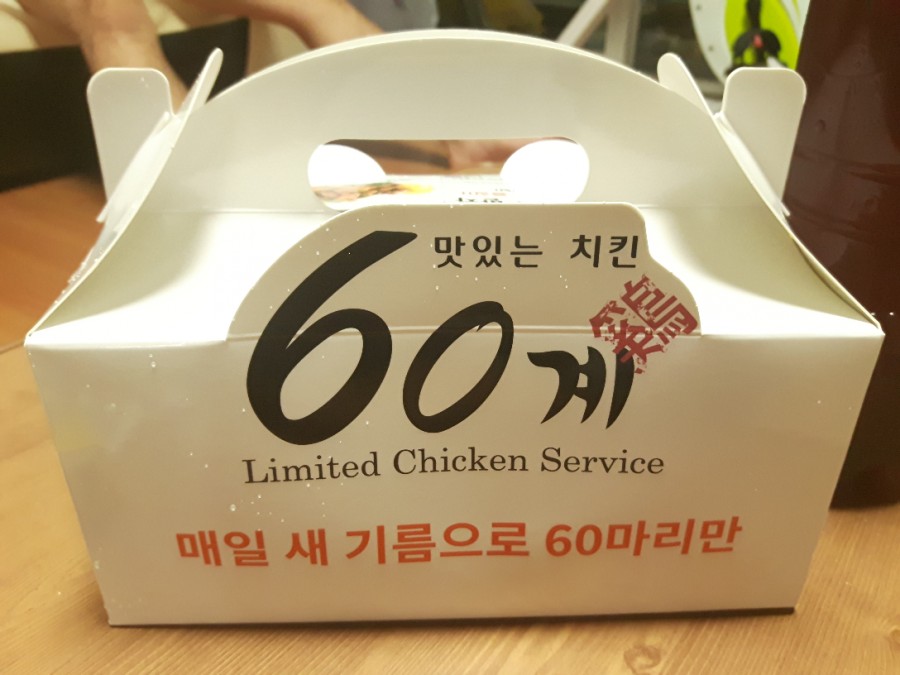 맛있는 치킨
60계
Limited Chicken Service
매일 새 기름으로 60마리만